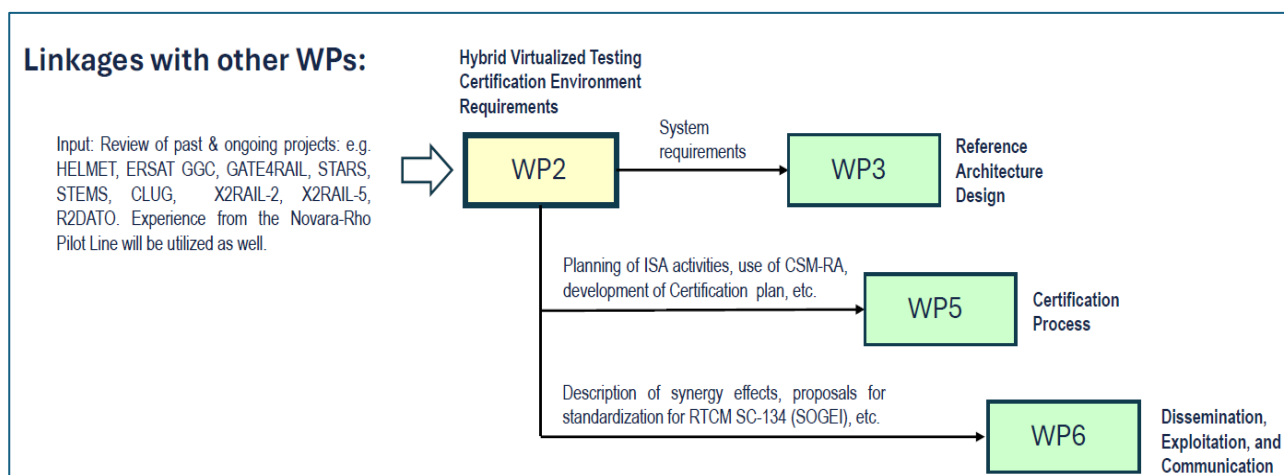 Linkages with other WPs:
Hybrid Virtualized Testing
Certification Environment
Requirements
Input: Review of past & ongoing projects: e.g.
HELMET, ERSAT GGC, GATE4RAIL, STARS,
STEMS, CLUG, X2RAIL-2, X2RAIL-5,
R2DATO. Experience from the Novara-Rho
Pilot Line will be utilized as well.
WP2
System
requirements
WP3
Reference
Architecture
Design
Planning of ISA activities, use of CSM-RA,
development of Certification plan, etc.
WP5
Certification
Process
Description of synergy effects, proposals for
standardization for RTCM SC-134 (SOGEI), etc.
WP6
Dissemination,
Exploitation, and
Communication